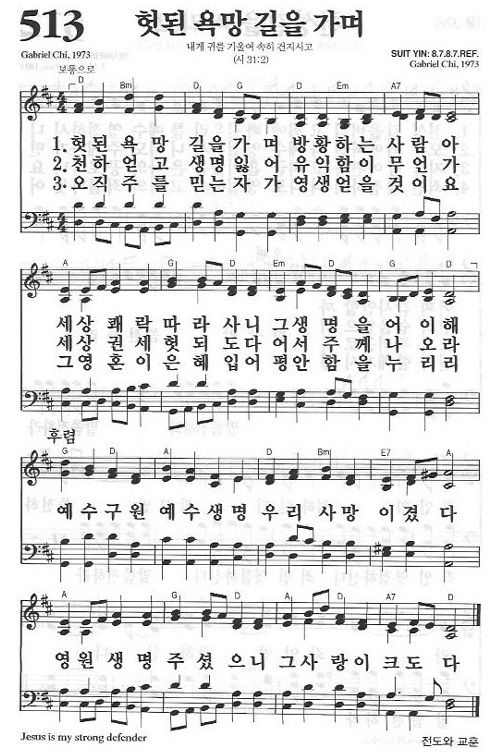 513 헛된 욕망 길을 가며
내게 귀를 기울여 속히 건지시고
(시 31:2)
Gabriel Chi, 1973
SUIT YIN: 8.7.8.7.REF.
Gabriel Chi, 1973
보통으로
D Bm G D Em A7
1. 헛된 욕망 길을가며 방황하는 사람아
2. 천하얻고 생명잃어 유익함이 무언가
3. 오직주를 믿는자가 영생얻을것이요
A G D Em D G D
세상쾌락 따라사니 그생명을어이해
세상권세 헛되도다 어서주께나오라
그영혼이 은혜입어 평안함을누리리
후렴
G D A D Bm E7 A
예수구원 예수생명 우리사망이겼다
A G D A D A7 D
영원생명 주셨으니 그사랑이크도다
Jesus is my strong defender
전도와 교훈